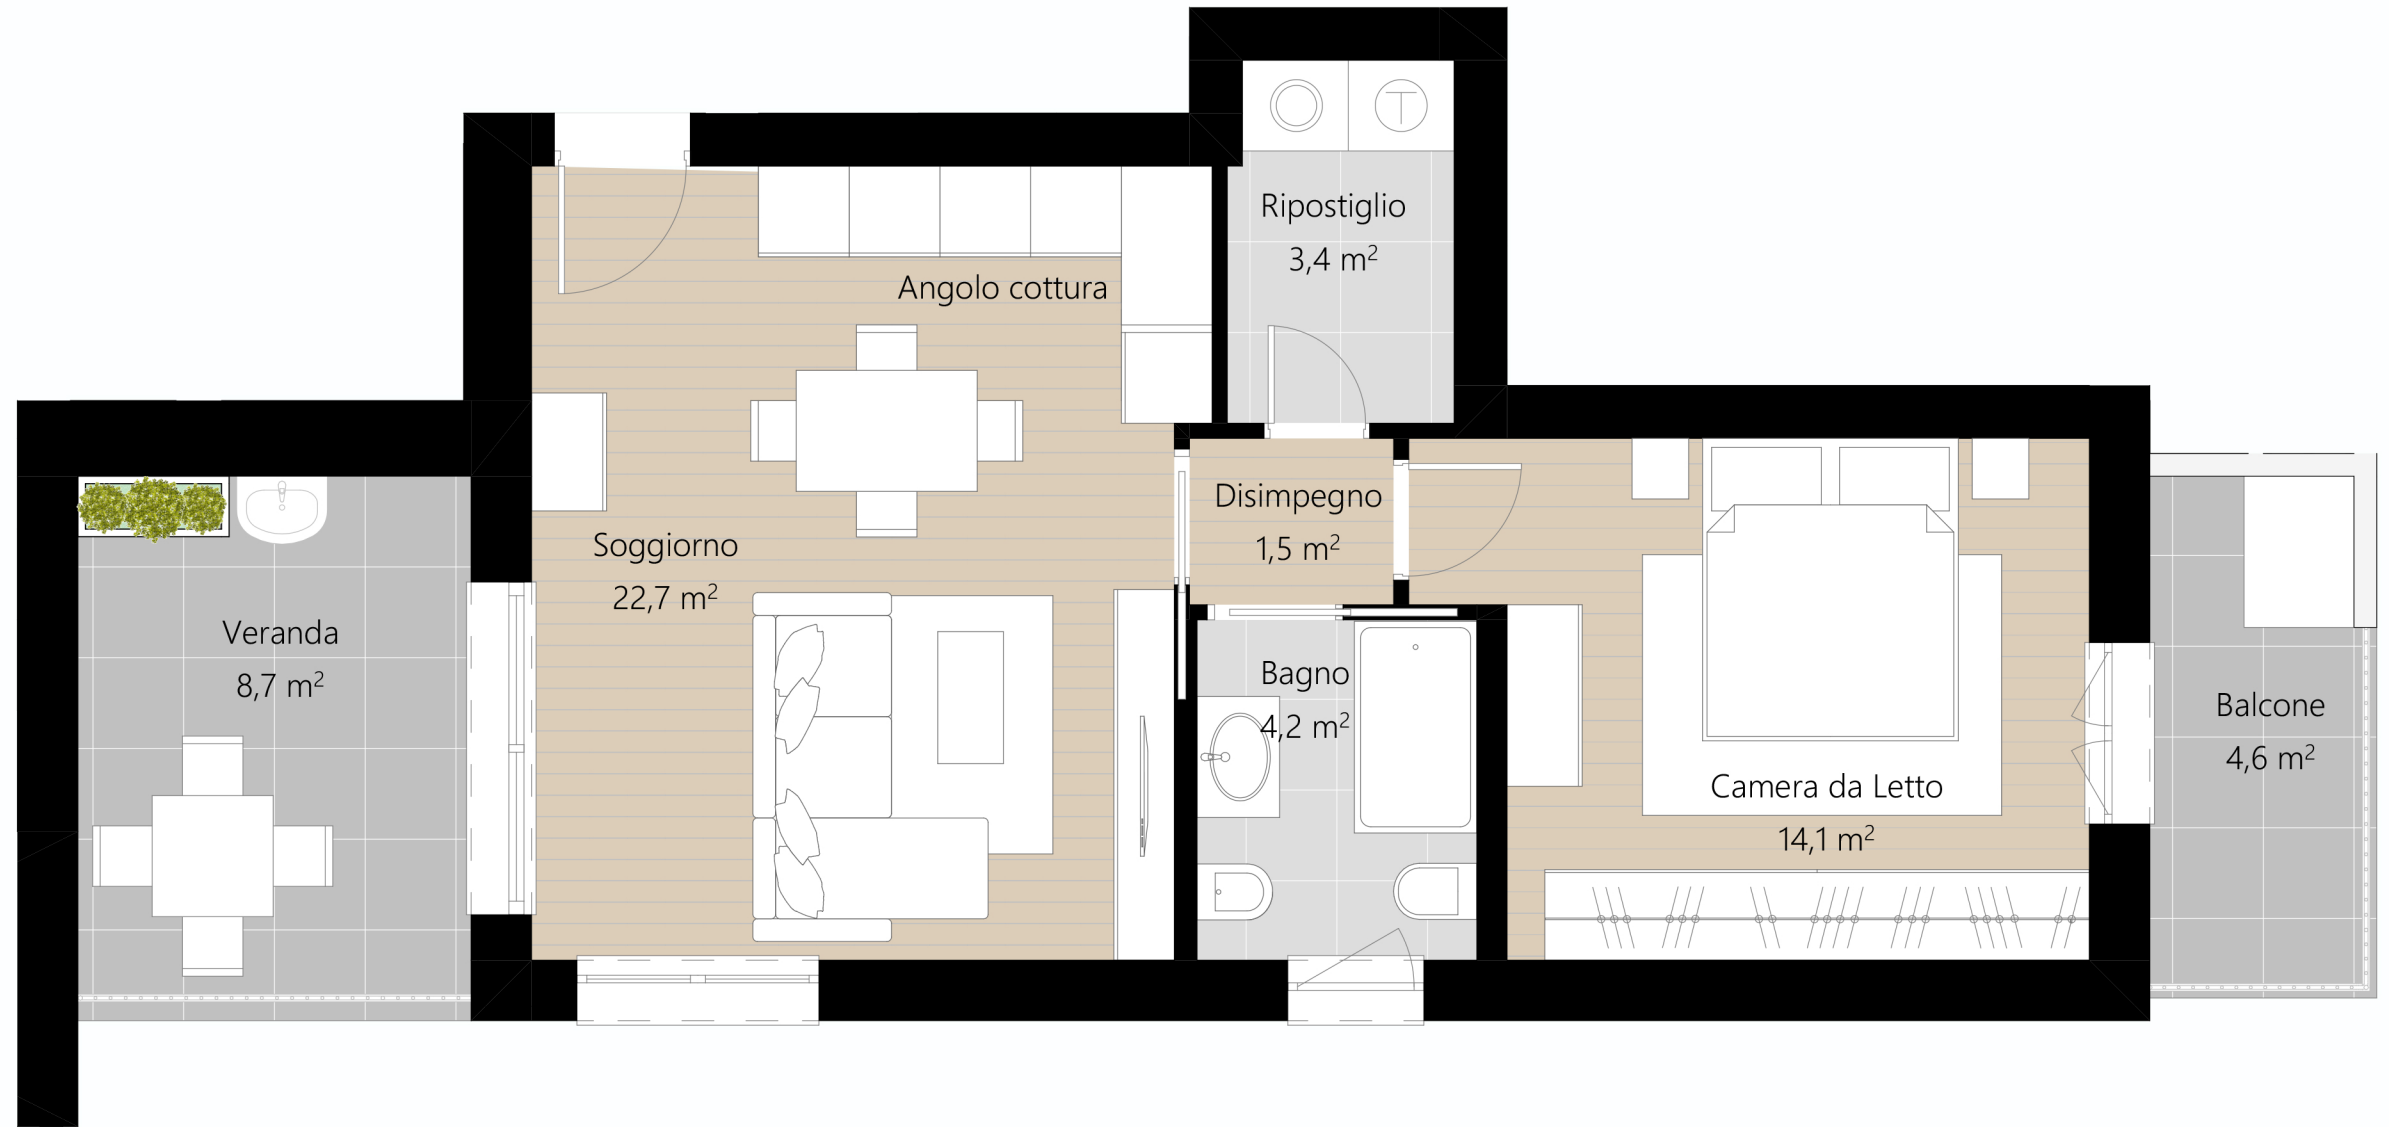 Ripostiglio
3,4 m²
Angolo cottura
Disimpegno
1,5 m²
Soggiorno
22,7 m²
Veranda
8,7 m²
Bagno
4,2 m²
Camera da Letto
14,1 m²
Balcone
4,6 m²
T